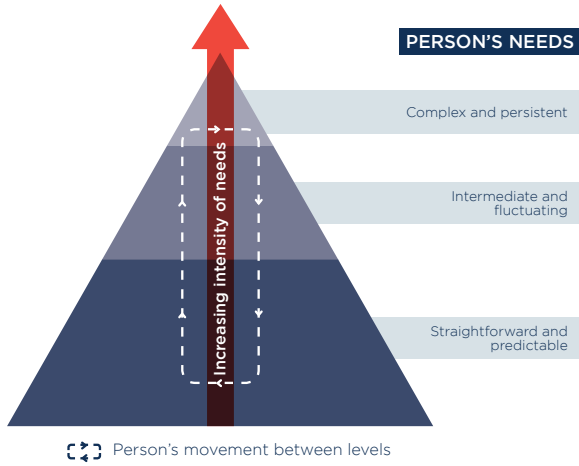 PERSON'S NEEDS
Complex and persistent
Intermediate and
fluctuating
Straightforward and
predictable
Increasing intensity of needs
Person's movement between levels